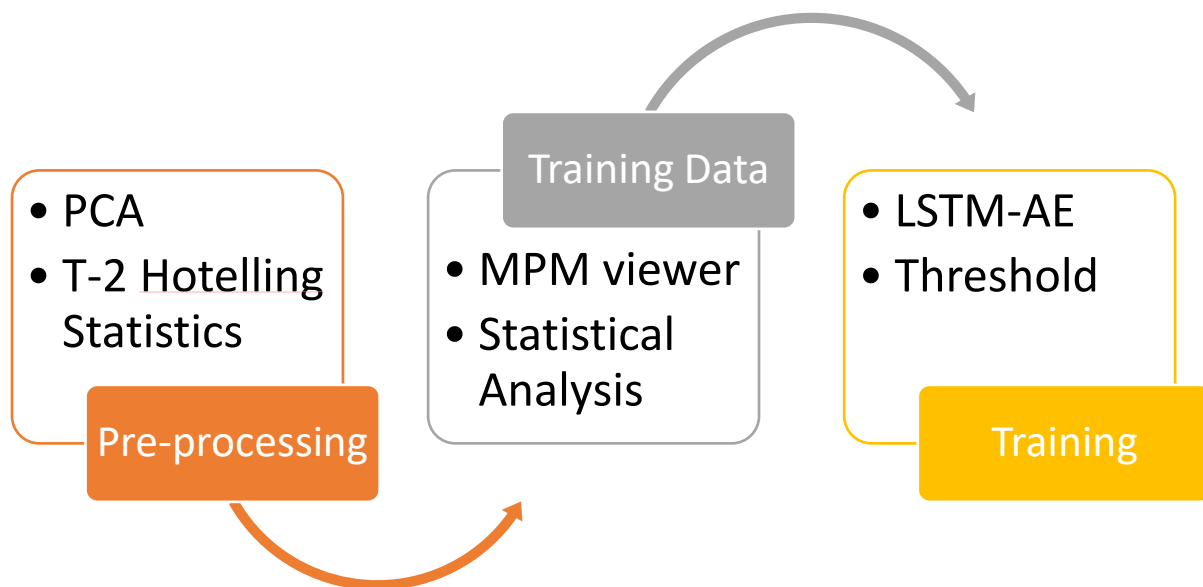 • PCA
• T-2 Hotelling
Statistics
Pre-processing
Training Data
• MPM viewer
• Statistical
Analysis
• LSTM-AE
• Threshold
Training